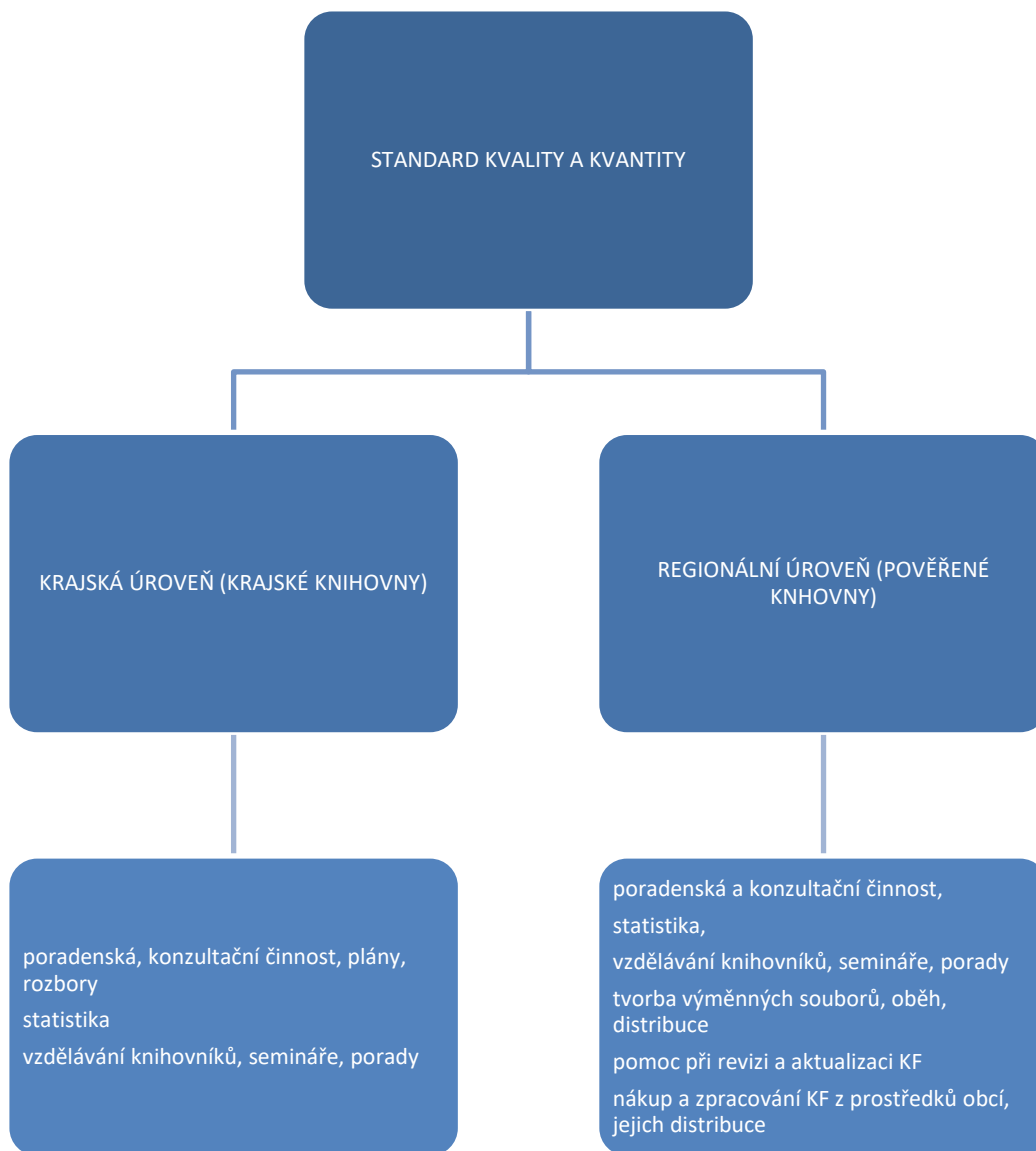 STANDARD KVALITY A KVANTITY
KRAJSKÁ ÚROVEŇ (KRAJSKÉ KNIHOVNY)
REGIONÁLNÍ ÚROVEŇ (POVĚŘENÉ
KNHOVNY)
poradenská, konzultační činnost, plány,
rozbory
statistika
vzdělávání knihovníků, semináře, porady
poradenská a konzultační činnost,
statistika,
vzdělávání knihovníků, semináře, porady
tvorba výměnných souborů, oběh,
distribuce
pomoc při revizi a aktualizaci KF
nákup a zpracování KF z prostředků obcí,
jejich distribuce